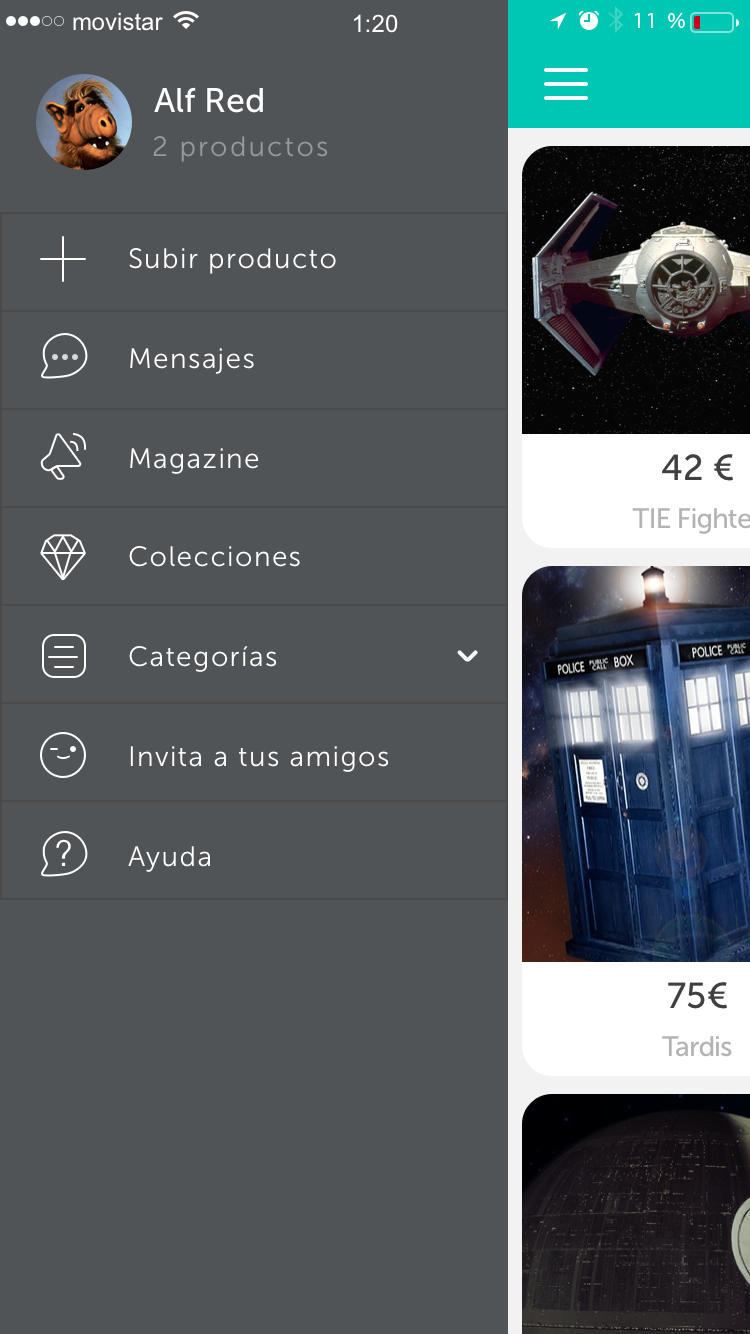 movistar 1:20 11 %
Alf Red
2 productos
Subir producto
Mensajes
Magazine
Colecciones
Categorías
Invita a tus amigos
Ayuda
42 €
TIE Fighte
POLICE PUBLIC CALL BOX
POLICE PUBLIC CALL
75€
Tardis